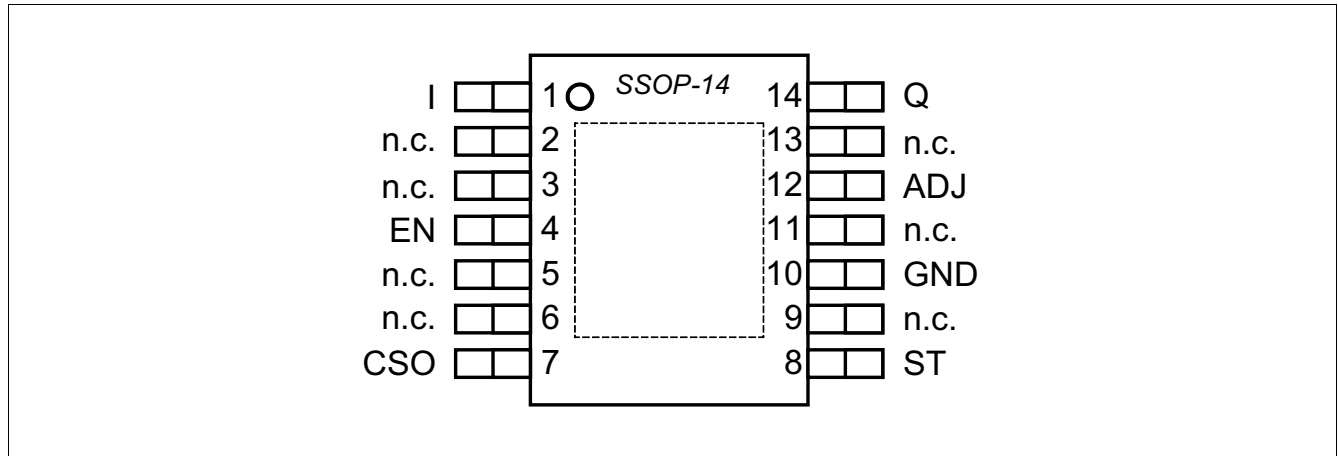 SSOP-14
I 1 14 Q
n.c. 2 13 n.c.
n.c. 3 12 ADJ
EN 4 11 n.c.
n.c. 5 10 GND
n.c. 6 9 n.c.
CSO 7 8 ST